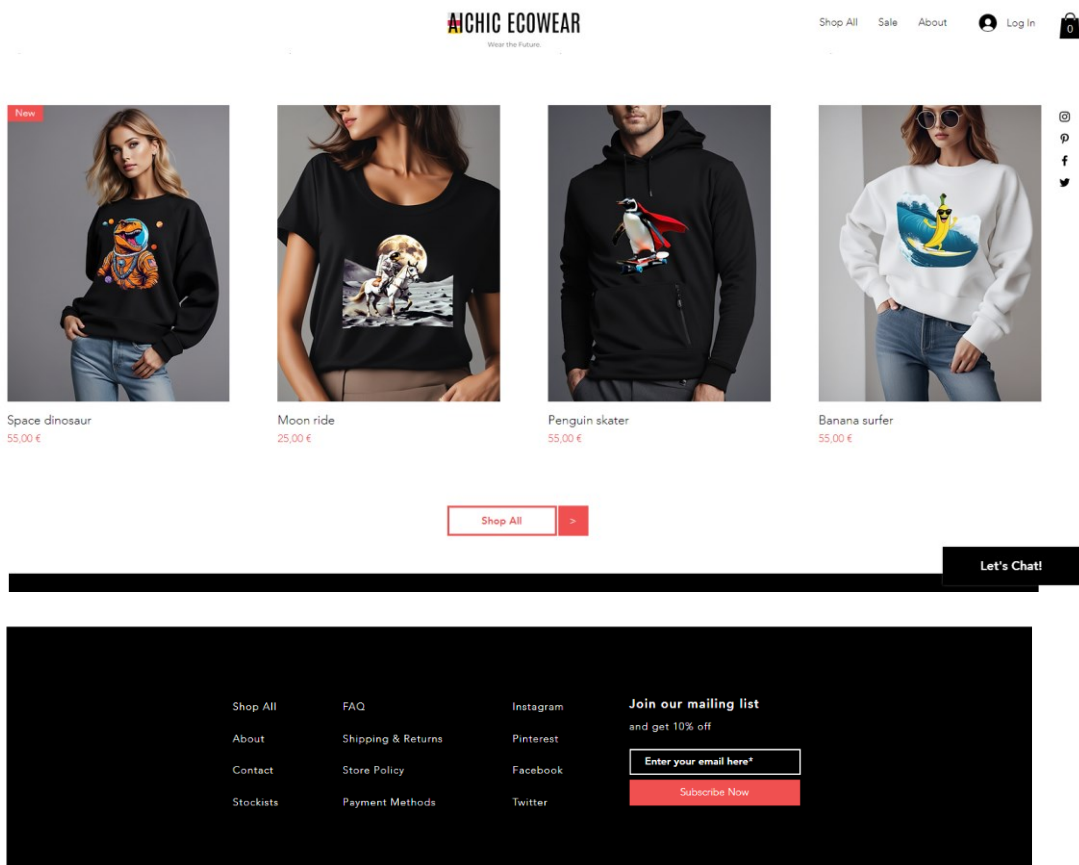 AICHIC ECOWEAR
Wear the Future.
Shop All Sale About Log In 0
New
Space dinosaur
55,00 €
Moon ride
25,00 €
Penguin skater
55,00 €
Banana surfer
55,00 €
Shop All >
Let's Chat!
Shop All
About
Contact
Stockists
FAQ
Shipping & Returns
Store Policy
Payment Methods
Instagram
Pinterest
Facebook
Twitter
Join our mailing list
and get 10% off
Enter your email here*
Subscribe Now